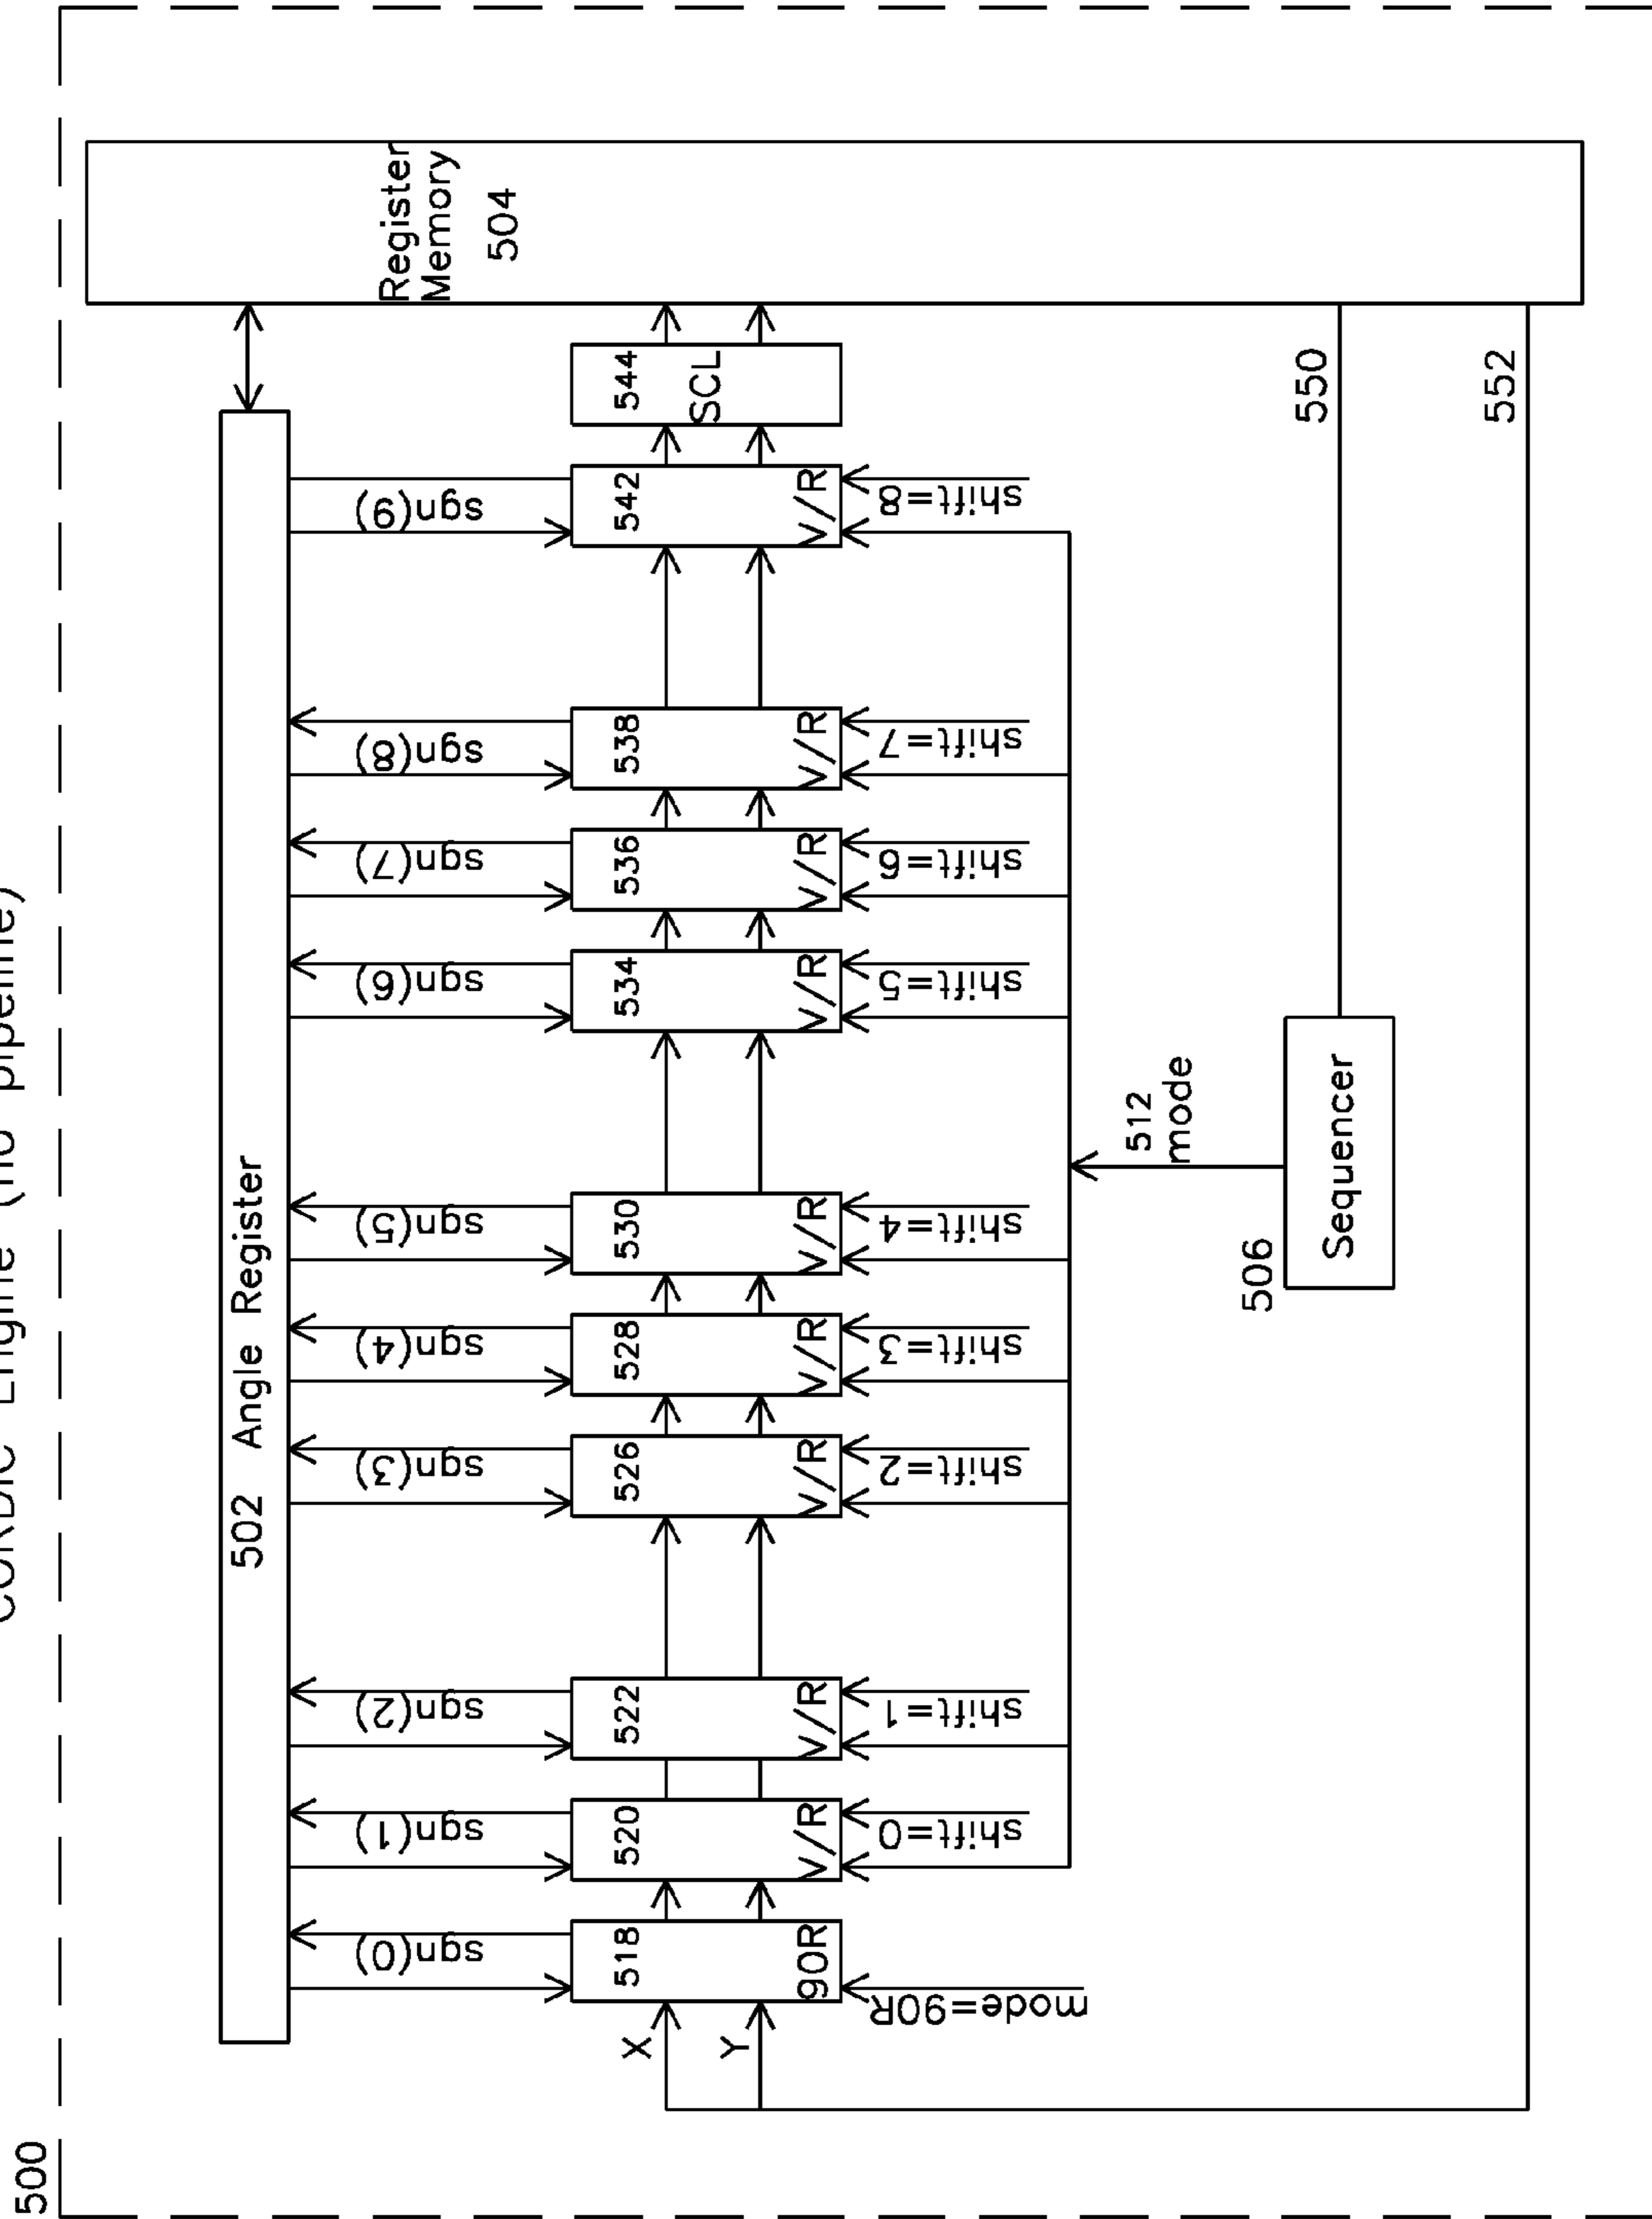 500
CORDIC Engine (no pipeline)
502 Angle Register
sgn(0)
sgn(1)
sgn(2)
sgn(3)
sgn(4)
sgn(5)
sgn(6)
sgn(7)
sgn(8)
sgn(9)
X
Y
518
90R
520
V/R
522
V/R
526
V/R
528
V/R
530
V/R
534
V/R
536
V/R
538
V/R
542
V/R
544
SCL
Register
Memory
504
mode=90R
shift=0
shift=1
shift=2
shift=3
shift=4
shift=5
shift=6
shift=7
shift=8
512
mode
506
Sequencer
550
552